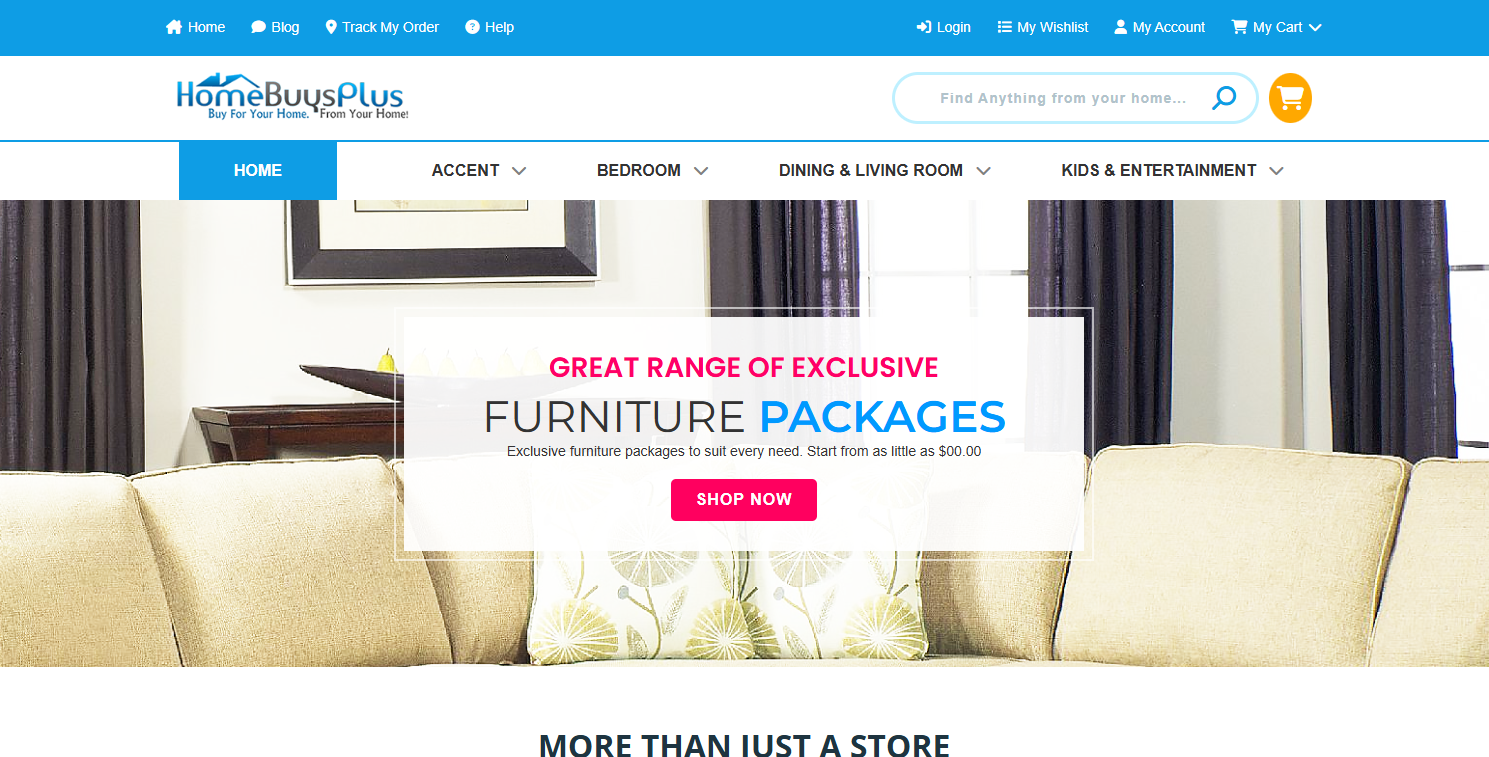 Home Blog Track My Order Help Login My Wishlist My Account My Cart
HomeBuysPlus
Buy For Your Home. From Your Home!
Find Anything from your home...
HOME ACCENT BEDROOM DINING & LIVING ROOM KIDS & ENTERTAINMENT
GREAT RANGE OF EXCLUSIVE
FURNITURE PACKAGES
Exclusive furniture packages to suit every need. Start from as little as $00.00
SHOP NOW
MORE THAN JUST A STORE